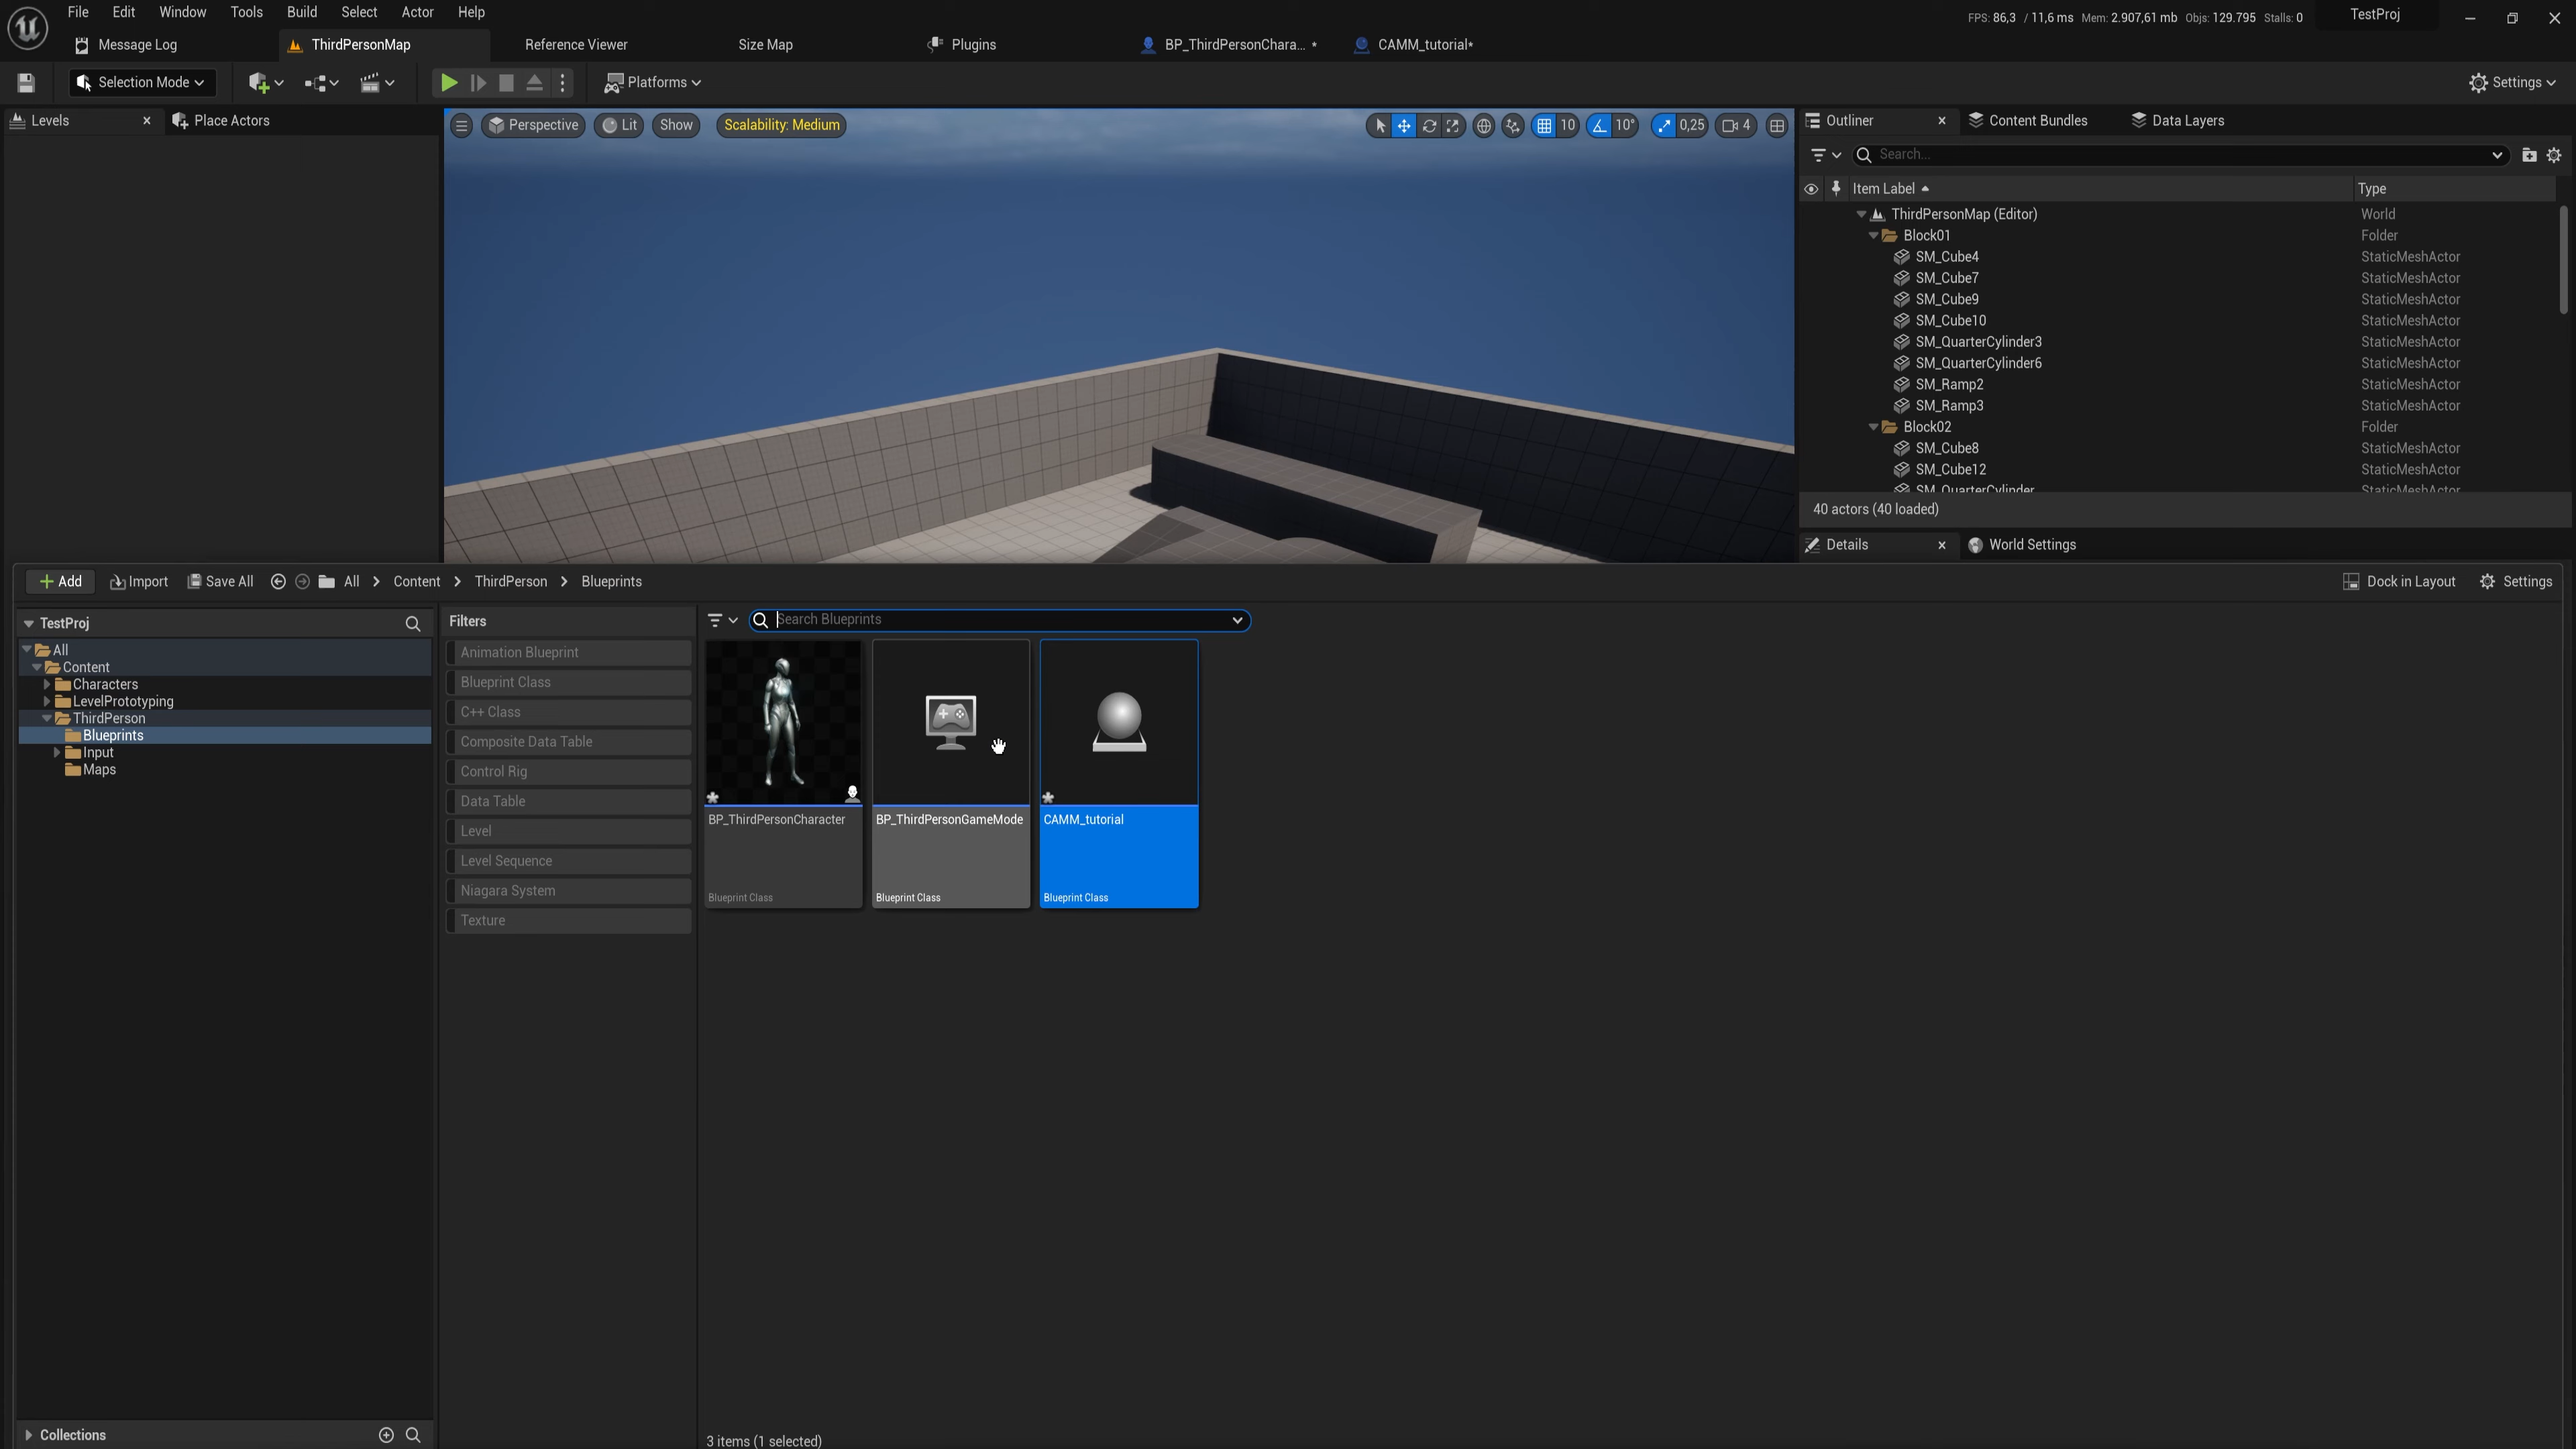 File Edit Window Tools Build Select Actor Help
FPS: 86,3 / 11,6 ms Mem: 2.907,61 mb Objs: 129.795 Stalls: 0 TestProj
Message Log ThirdPersonMap Reference Viewer Size Map Plugins BP_ThirdPersonChara... * CAMM_tutorial*
Selection Mode Platforms Settings
Levels Place Actors
Perspective Lit Show Scalability: Medium 10 10° 0,25 4
Outliner Content Bundles Data Layers
Search...
Item Label Type
ThirdPersonMap (Editor) World
Block01 Folder
SM_Cube4 StaticMeshActor
SM_Cube7 StaticMeshActor
SM_Cube9 StaticMeshActor
SM_Cube10 StaticMeshActor
SM_QuarterCylinder3 StaticMeshActor
SM_QuarterCylinder6 StaticMeshActor
SM_Ramp2 StaticMeshActor
SM_Ramp3 StaticMeshActor
Block02 Folder
SM_Cube8 StaticMeshActor
SM_Cube12 StaticMeshActor
SM_QuarterCylinder StaticMeshActor
40 actors (40 loaded)
Details World Settings
Add Import Save All All Content ThirdPerson Blueprints Dock in Layout Settings
TestProj
All
Content
Characters
LevelPrototyping
ThirdPerson
Blueprints
Input
Maps
Collections
Filters
Animation Blueprint
Blueprint Class
C++ Class
Composite Data Table
Control Rig
Data Table
Level
Level Sequence
Niagara System
Texture
Search Blueprints
BP_ThirdPersonCharacter
Blueprint Class
BP_ThirdPersonGameMode
Blueprint Class
CAMM_tutorial
Blueprint Class
3 items (1 selected)